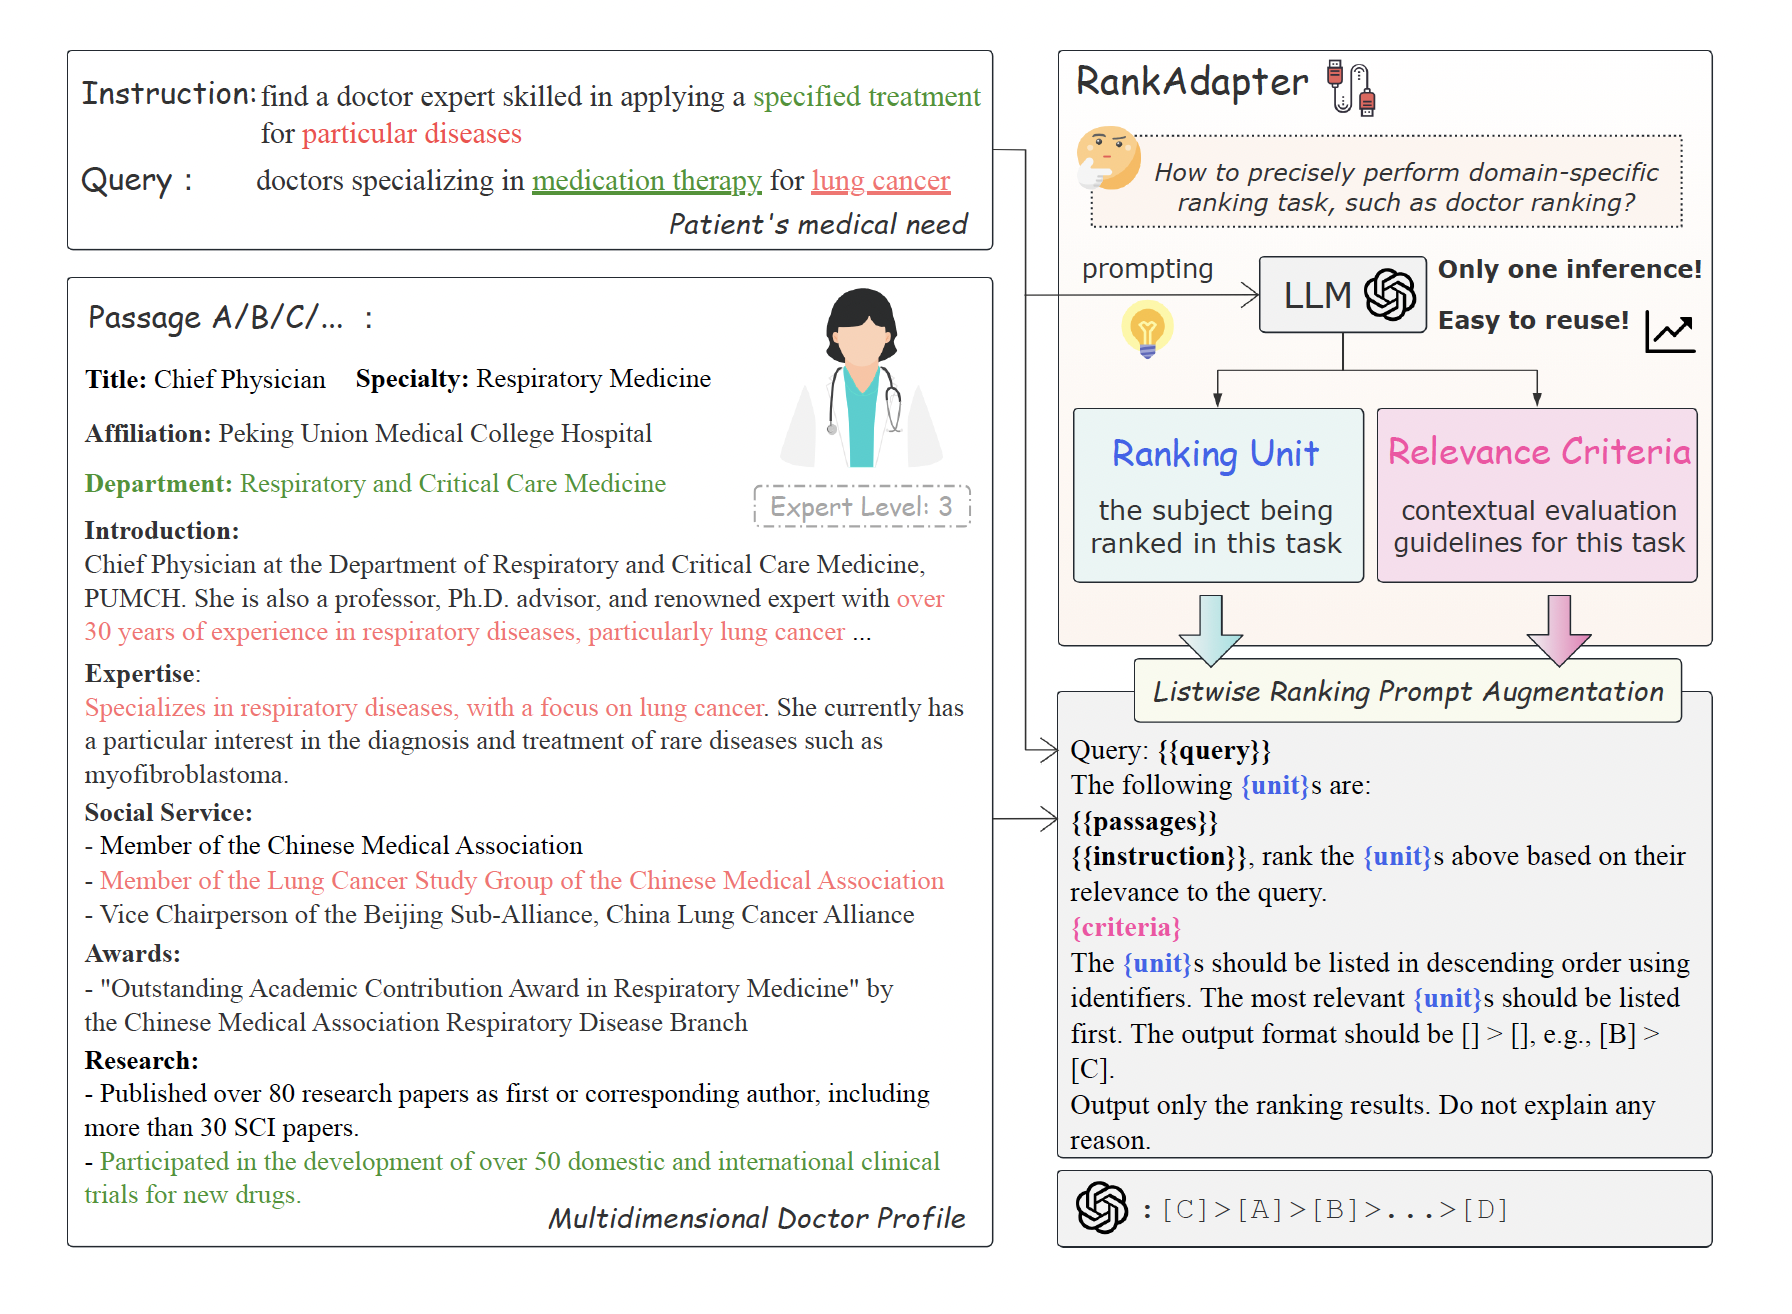 Instruction: find a doctor expert skilled in applying a specified treatment
for particular diseases
Query : doctors specializing in medication therapy for lung cancer
Patient's medical need
Passage A/B/C/... :
Title: Chief Physician Specialty: Respiratory Medicine
Affiliation: Peking Union Medical College Hospital
Department: Respiratory and Critical Care Medicine
Expert Level: 3
Introduction:
Chief Physician at the Department of Respiratory and Critical Care Medicine,
PUMCH. She is also a professor, Ph.D. advisor, and renowned expert with over
30 years of experience in respiratory diseases, particularly lung cancer ...
Expertise:
Specializes in respiratory diseases, with a focus on lung cancer. She currently has
a particular interest in the diagnosis and treatment of rare diseases such as
myofibroblastoma.
Social Service:
- Member of the Chinese Medical Association
- Member of the Lung Cancer Study Group of the Chinese Medical Association
- Vice Chairperson of the Beijing Sub-Alliance, China Lung Cancer Alliance
Awards:
- "Outstanding Academic Contribution Award in Respiratory Medicine" by
the Chinese Medical Association Respiratory Disease Branch
Research:
- Published over 80 research papers as first or corresponding author, including
more than 30 SCI papers.
- Participated in the development of over 50 domestic and international clinical
trials for new drugs.
Multidimensional Doctor Profile
RankAdapter
How to precisely perform domain-specific
ranking task, such as doctor ranking?
prompting
LLM
Only one inference!
Easy to reuse!
Ranking Unit
the subject being
ranked in this task
Relevance Criteria
contextual evaluation
guidelines for this task
Listwise Ranking Prompt Augmentation
Query: {{query}}
The following {unit}s are:
{{passages}}
{{instruction}}, rank the {unit}s above based on their
relevance to the query.
{criteria}
The {unit}s should be listed in descending order using
identifiers. The most relevant {unit}s should be listed
first. The output format should be [] > [], e.g., [B] >
[C].
Output only the ranking results. Do not explain any
reason.
:[C]>[A]>[B]>...>[D]